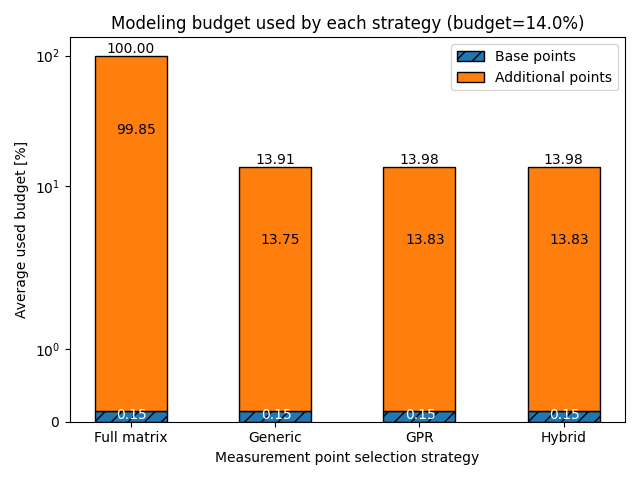 Modeling budget used by each strategy (budget=14.0%)
Base points
Additional points
100.00
99.85
13.91
13.98
13.98
13.75
13.83
13.83
0.15
0.15
0.15
0.15
Average used budget [%]
10²
10¹
10⁰
0
Full matrix
Generic
GPR
Hybrid
Measurement point selection strategy